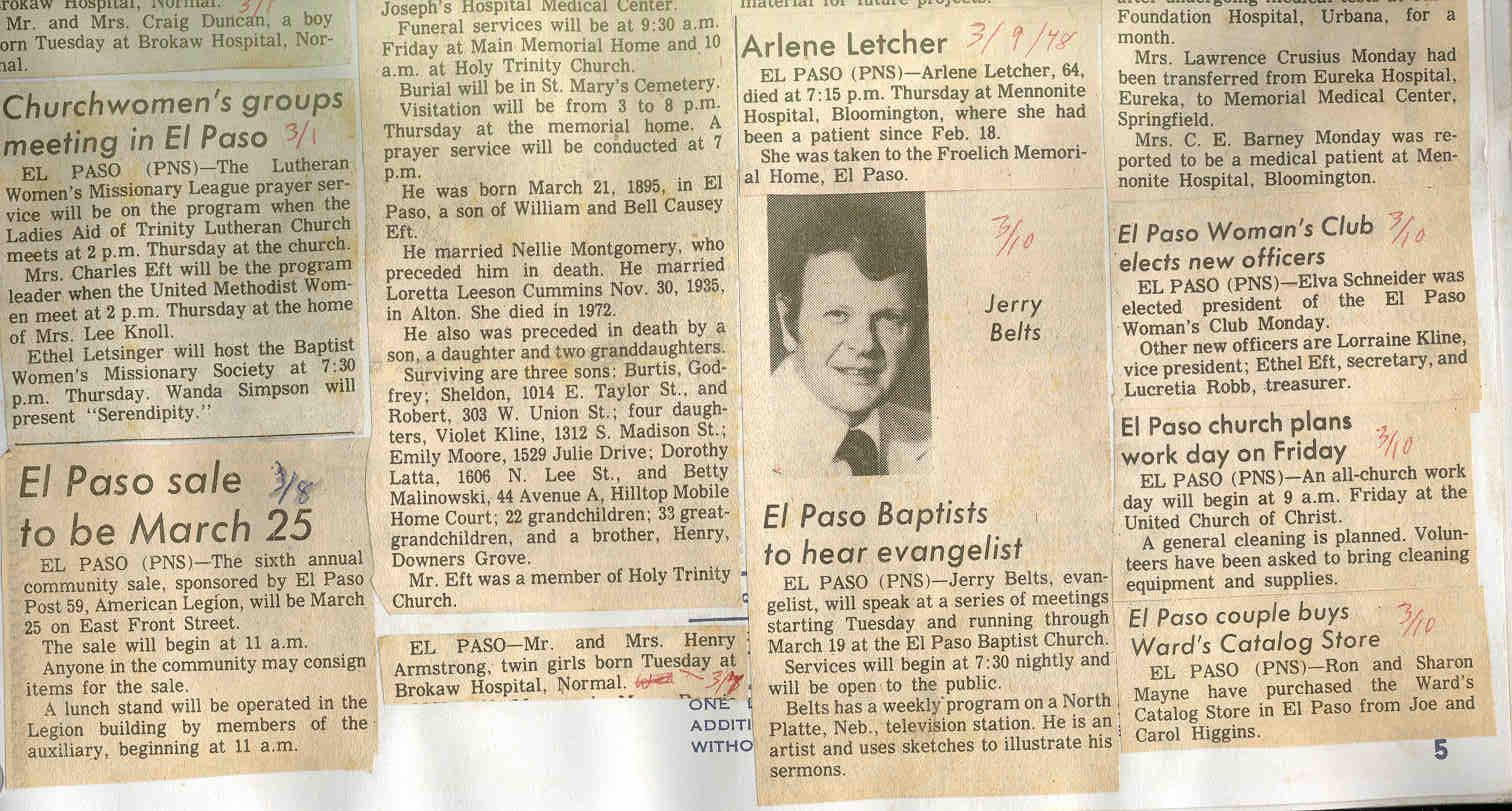 rokaw Hospital, Normal. 3/1
Mr. and Mrs. Craig Duncan, a boy
orn Tuesday at Brokaw Hospital, Nor-
nal.
Churchwomen's groups
meeting in El Paso 3/1
EL PASO (PNS)—The Lutheran
Women's Missionary League prayer ser-
vice will be on the program when the
Ladies Aid of Trinity Lutheran Church
meets at 2 p.m. Thursday at the church.
Mrs. Charles Eft will be the program
leader when the United Methodist Wom-
en meet at 2 p.m. Thursday at the home
of Mrs. Lee Knoll.
Ethel Letsinger will host the Baptist
Women's Missionary Society at 7:30
p.m. Thursday. Wanda Simpson will
present "Serendipity."
El Paso sale 3/8
to be March 25
EL PASO (PNS)—The sixth annual
community sale, sponsored by El Paso
Post 59, American Legion, will be March
25 on East Front Street.
The sale will begin at 11 a.m.
Anyone in the community may consign
items for the sale.
A lunch stand will be operated in the
Legion building by members of the
auxiliary, beginning at 11 a.m.
Joseph's Hospital Medical Center.
Funeral services will be at 9:30 a.m.
Friday at Main Memorial Home and 10
a.m. at Holy Trinity Church.
Burial will be in St. Mary's Cemetery.
Visitation will be from 3 to 8 p.m.
Thursday at the memorial home. A
prayer service will be conducted at 7
p.m.
He was born March 21, 1895, in El
Paso, a son of William and Bell Causey
Eft.
He married Nellie Montgomery, who
preceded him in death. He married
Loretta Leeson Cummins Nov. 30, 1935,
in Alton. She died in 1972.
He also was preceded in death by a
son, a daughter and two granddaughters.
Surviving are three sons: Burtis, God-
frey; Sheldon, 1014 E. Taylor St., and
Robert, 303 W. Union St.; four daugh-
ters, Violet Kline, 1312 S. Madison St.;
Emily Moore, 1529 Julie Drive; Dorothy
Latta, 1606 N. Lee St., and Betty
Malinowski, 44 Avenue A, Hilltop Mobile
Home Court; 22 grandchildren; 33 great-
grandchildren, and a brother, Henry,
Downers Grove.
Mr. Eft was a member of Holy Trinity
Church.
EL PASO—Mr. and Mrs. Henry
Armstrong, twin girls born Tuesday at
Brokaw Hospital, Normal.
ONE
ADDITI
WITHO
material for future projects.
Arlene Letcher 3/9/48
EL PASO (PNS)—Arlene Letcher, 64,
died at 7:15 p.m. Thursday at Mennonite
Hospital, Bloomington, where she had
been a patient since Feb. 18.
She was taken to the Froelich Memori-
al Home, El Paso.
3/10
Jerry
Belts
El Paso Baptists
to hear evangelist
EL PASO (PNS)—Jerry Belts, evan-
gelist, will speak at a series of meetings
starting Tuesday and running through
March 19 at the El Paso Baptist Church.
Services will begin at 7:30 nightly and
will be open to the public.
Belts has a weekly program on a North
Platte, Neb., television station. He is an
artist and uses sketches to illustrate his
sermons.
after undergoing medical tests at
Foundation Hospital, Urbana, for a
month.
Mrs. Lawrence Crusius Monday had
been transferred from Eureka Hospital,
Eureka, to Memorial Medical Center,
Springfield.
Mrs. C. E. Barney Monday was re-
ported to be a medical patient at Men-
nonite Hospital, Bloomington.
El Paso Woman's Club 3/10
elects new officers
EL PASO (PNS)—Elva Schneider was
elected president of the El Paso
Woman's Club Monday.
Other new officers are Lorraine Kline,
vice president; Ethel Eft, secretary, and
Lucretia Robb, treasurer.
El Paso church plans
work day on Friday 3/10
EL PASO (PNS)—An all-church work
day will begin at 9 a.m. Friday at the
United Church of Christ.
A general cleaning is planned. Volun-
teers have been asked to bring cleaning
equipment and supplies.
El Paso couple buys 3/10
Ward's Catalog Store
EL PASO (PNS)—Ron and Sharon
Mayne have purchased the Ward's
Catalog Store in El Paso from Joe and
Carol Higgins.
5